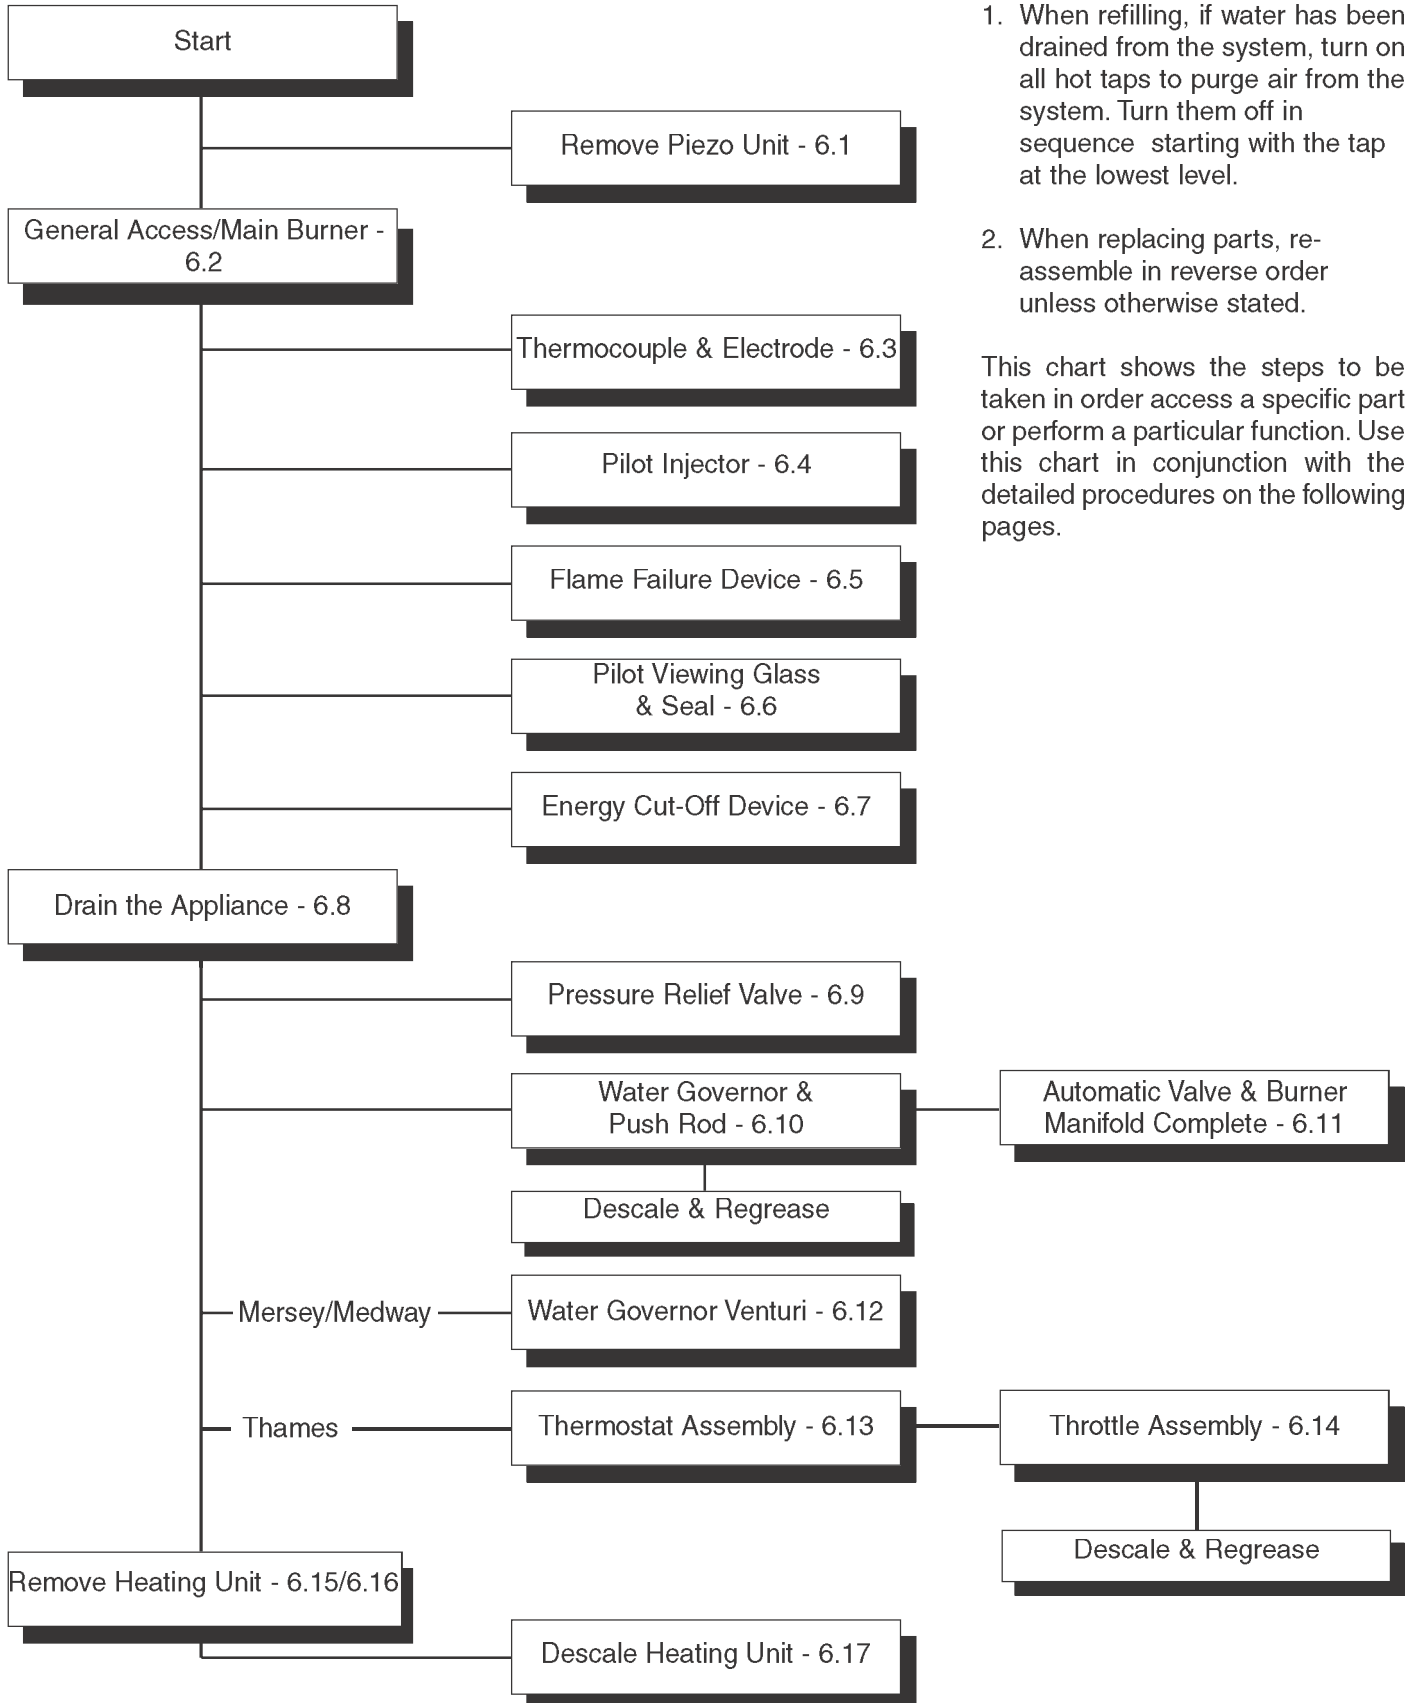 Start
Remove Piezo Unit - 6.1
General Access/Main Burner -
6.2
Thermocouple & Electrode - 6.3
Pilot Injector - 6.4
Flame Failure Device - 6.5
Pilot Viewing Glass
& Seal - 6.6
Energy Cut-Off Device - 6.7
Drain the Appliance - 6.8
Pressure Relief Valve - 6.9
Water Governor &
Push Rod - 6.10
Automatic Valve & Burner
Manifold Complete - 6.11
Descale & Regrease
Mersey/Medway
Water Governor Venturi - 6.12
Thames
Thermostat Assembly - 6.13
Throttle Assembly - 6.14
Descale & Regrease
Remove Heating Unit - 6.15/6.16
Descale Heating Unit - 6.17
1. When refilling, if water has been
drained from the system, turn on
all hot taps to purge air from the
system. Turn them off in
sequence starting with the tap
at the lowest level.
2. When replacing parts, re-
assemble in reverse order
unless otherwise stated.
This chart shows the steps to be
taken in order access a specific part
or perform a particular function. Use
this chart in conjunction with the
detailed procedures on the following
pages.